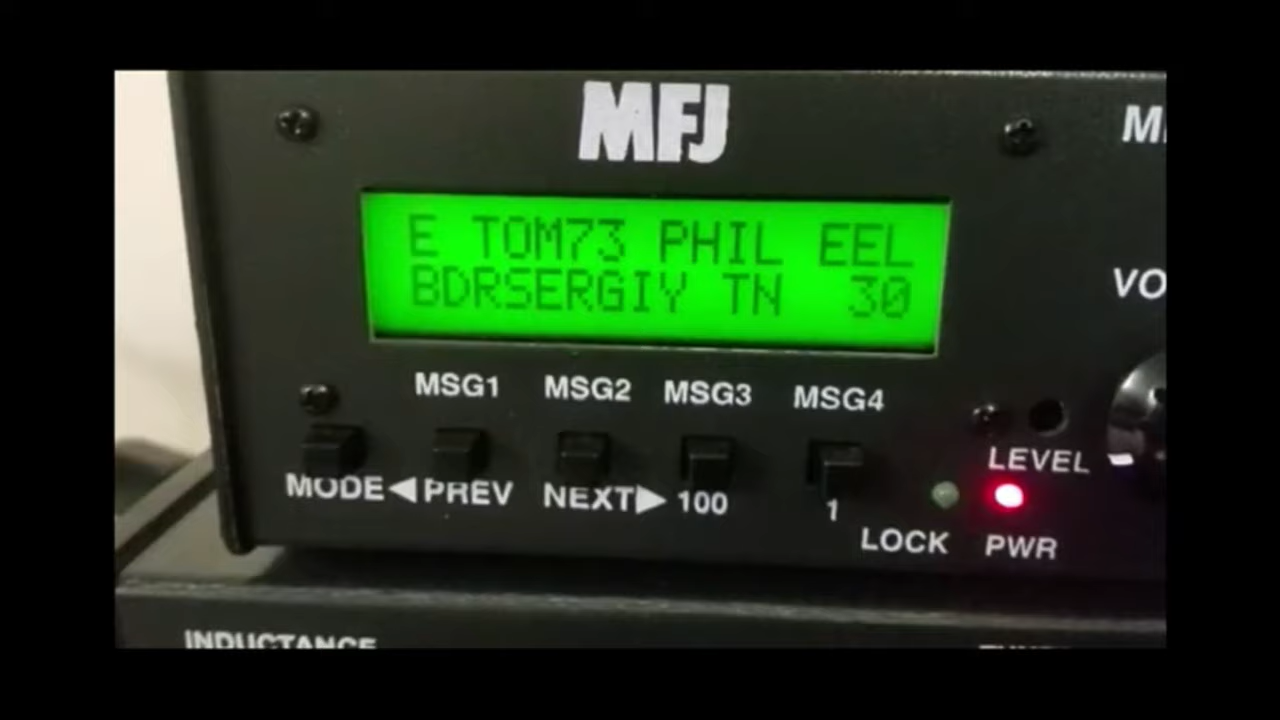 MFJ
E TOM73 PHIL EEL
BDRSERGIY TN 30
MSG1 MSG2 MSG3 MSG4
LEVEL
MODE ◀PREV NEXT▶ 100 1
LOCK PWR
INDUCTANCE